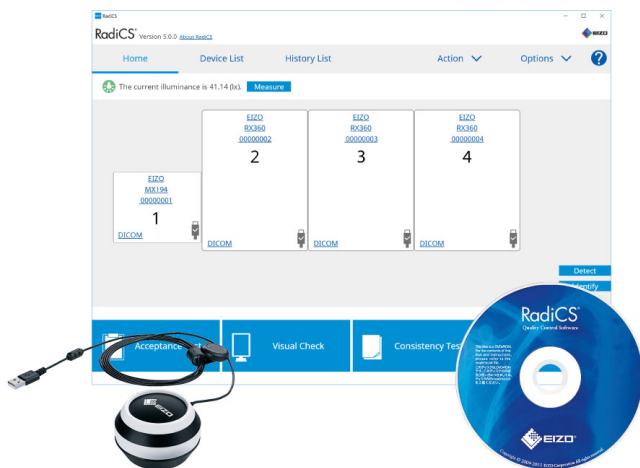 RadiCS
RadiCS® Version 5.0.0 About RadiCS
EIZO
Home Device List History List Action Options ?
The current illuminance is 41.14 (lx). Measure
EIZO
MX194
00000001
1
DICOM
EIZO
RX360
00000002
2
DICOM
EIZO
RX360
00000003
3
DICOM
EIZO
RX360
00000004
4
DICOM
Detect
Identify
Acceptance
Visual Check
Consistency Test
EIZO
RadiCS®
Quality Control Software
EIZO®